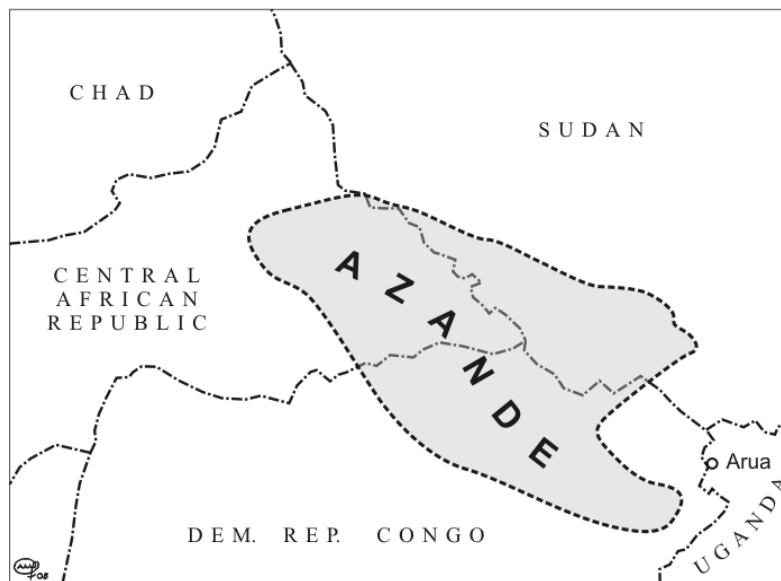 CHAD
SUDAN
AZANDE
CENTRAL
AFRICAN
REPUBLIC
Arua
DEM. REP. CONGO
UGANDA